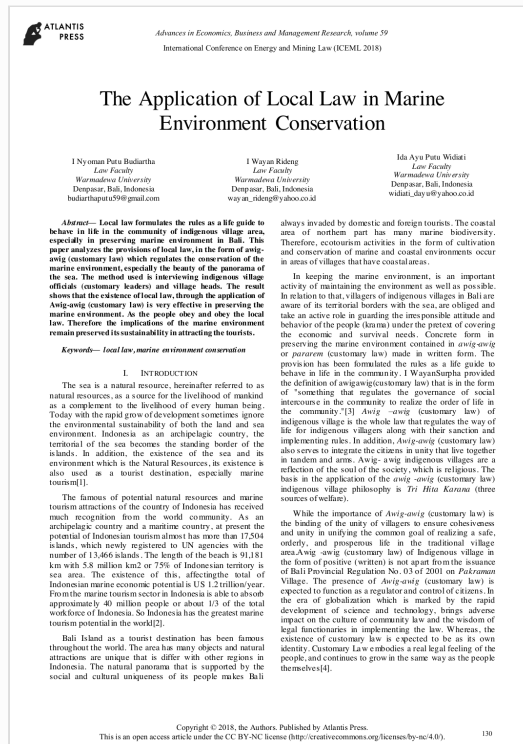 ATLANTIS
PRESS
Advances in Economics, Business and Management Research, volume 59
International Conference on Energy and Mining Law (ICEML 2018)
The Application of Local Law in Marine
Environment Conservation
I Nyoman Putu Budiartha
Law Faculty
Warmadewa University
Denpasar, Bali, Indonesia
budiarthaputu59@gmail.com
I Wayan Rideng
Law Faculty
Warmadewa University
Denpasar, Bali, Indonesia
wayan_rideng@yahoo.co.id
Ida Ayu Putu Widiati
Law Faculty
Warmadewa University
Denpasar, Bali, Indonesia
widiati_dayu@yahoo.co.id
Abstract— Local law formulates the rules as a life guide to
behave in life in the community of indigenous village area,
especially in preserving marine environment in Bali. This
paper analyzes the provisions of local law, in the form of awig-
awig (customary law) which regulates the conservation of the
marine environment, especially the beauty of the panorama of
the sea. The method used is interviewing indigenous village
officials (customary leaders) and village heads. The result
shows that the existence of local law, through the application of
Awig-awig (customary law) is very effective in preserving the
marine environment. As the people obey and obey the local
law. Therefore the implications of the marine environment
remain preserved its sustainability in attracting the tourists.
Keywords— local law, marine environment conservation
I. INTRODUCTION
The sea is a natural resource, hereinafter referred to as
natural resources, as a source for the livelihood of mankind
as a complement to the livelihood of every human being.
Today with the rapid grow of development sometimes ignore
the environmental sustainability of both the land and sea
environment. Indonesia as an archipelagic country, the
territorial of the sea becomes the standing border of the
islands. In addition, the existence of the sea and its
environment which is the Natural Resources, its existence is
also used as a tourist destination, especially marine
tourism[1].
The famous of potential natural resources and marine
tourism attractions of the country of Indonesia has received
much recognition from the world community. As an
archipelagic country and a maritime country, at present the
potential of Indonesian tourism almost has more than 17,504
islands, which newly registered to UN agencies with the
number of 13,466 islands. The length of the beach is 91,181
km with 5.8 million km2 or 75% of Indonesian territory is
sea area. The existence of this, affecting the total of
Indonesian marine economic potential is US 1.2 trillion/year.
From the marine tourism sector in Indonesia is able to absorb
approximately 40 million people or about 1/3 of the total
workforce of Indonesia. So Indonesia has the greatest marine
tourism potential in the world[2].
Bali Island as a tourist destination has been famous
throughout the world. The area has many objects and natural
attractions are unique that is differ with other regions in
Indonesia. The natural panorama that is supported by the
social and cultural uniqueness of its people makes Bali
always invaded by domestic and foreign tourists. The coastal
area of northern part has many marine biodiversity.
Therefore, ecotourism activities in the form of cultivation
and conservation of marine and coastal environments occur
in areas of villages that have coastal areas.
In keeping the marine environment, is an important
activity of maintaining the environment as well as possible.
In relation to that, villagers of indigenous villages in Bali are
aware of its territorial borders with the sea, are obliged and
take an active role in guarding the irresponsible attitude and
behavior of the people (krama) under the pretext of covering
the economic and survival needs. Concrete form in
preserving the marine environment contained in awig-awig
or pararem (customary law) made in written form. The
provision has been formulated the rules as a life guide to
behave in life in the community. I WayanSurpha provided
the definition of awigawig(customary law) that is in the form
of "something that regulates the governance of social
intercourse in the community to realize the order of life in
the community."[3] Awig –awig (customary law) of
indigenous village is the whole law that regulates the way of
life for indigenous villagers along with their sanction and
implementing rules. In addition, Awig-awig (customary law)
also serves to integrate the citizens in unity that live together
in tandem and arms. Awig- awig indigenous villages are a
reflection of the soul of the society, which is religious. The
basis in the application of the awig -awig (customary law)
indigenous village philosophy is Tri Hita Karana (three
sources of welfare).
While the importance of Awig-awig (customary law) is
the binding of the unity of villagers to ensure cohesiveness
and unity in unifying the common goal of realizing a safe,
orderly, and prosperous life in the traditional village
area.Awig -awig (customary law) of Indigenous village in
the form of positive (written) is not apart from the issuance
of Bali Provincial Regulation No. 03 of 2001 on Pakraman
Village. The presence of Awig-awig (customary law) is
expected to function as a regulator and control of citizens. In
the era of globalization which is marked by the rapid
development of science and technology, brings adverse
impact on the culture of community law and the wisdom of
legal functionaries in implementing the law. Whereas, the
existence of customary law is expected to be as its own
identity. Customary Law embodies a real legal feeling of the
people, and continues to grow in the same way as the people
themselves[4].
Copyright © 2018, the Authors. Published by Atlantis Press.
This is an open access article under the CC BY-NC license (http://creativecommons.org/licenses/by-nc/4.0/).
130